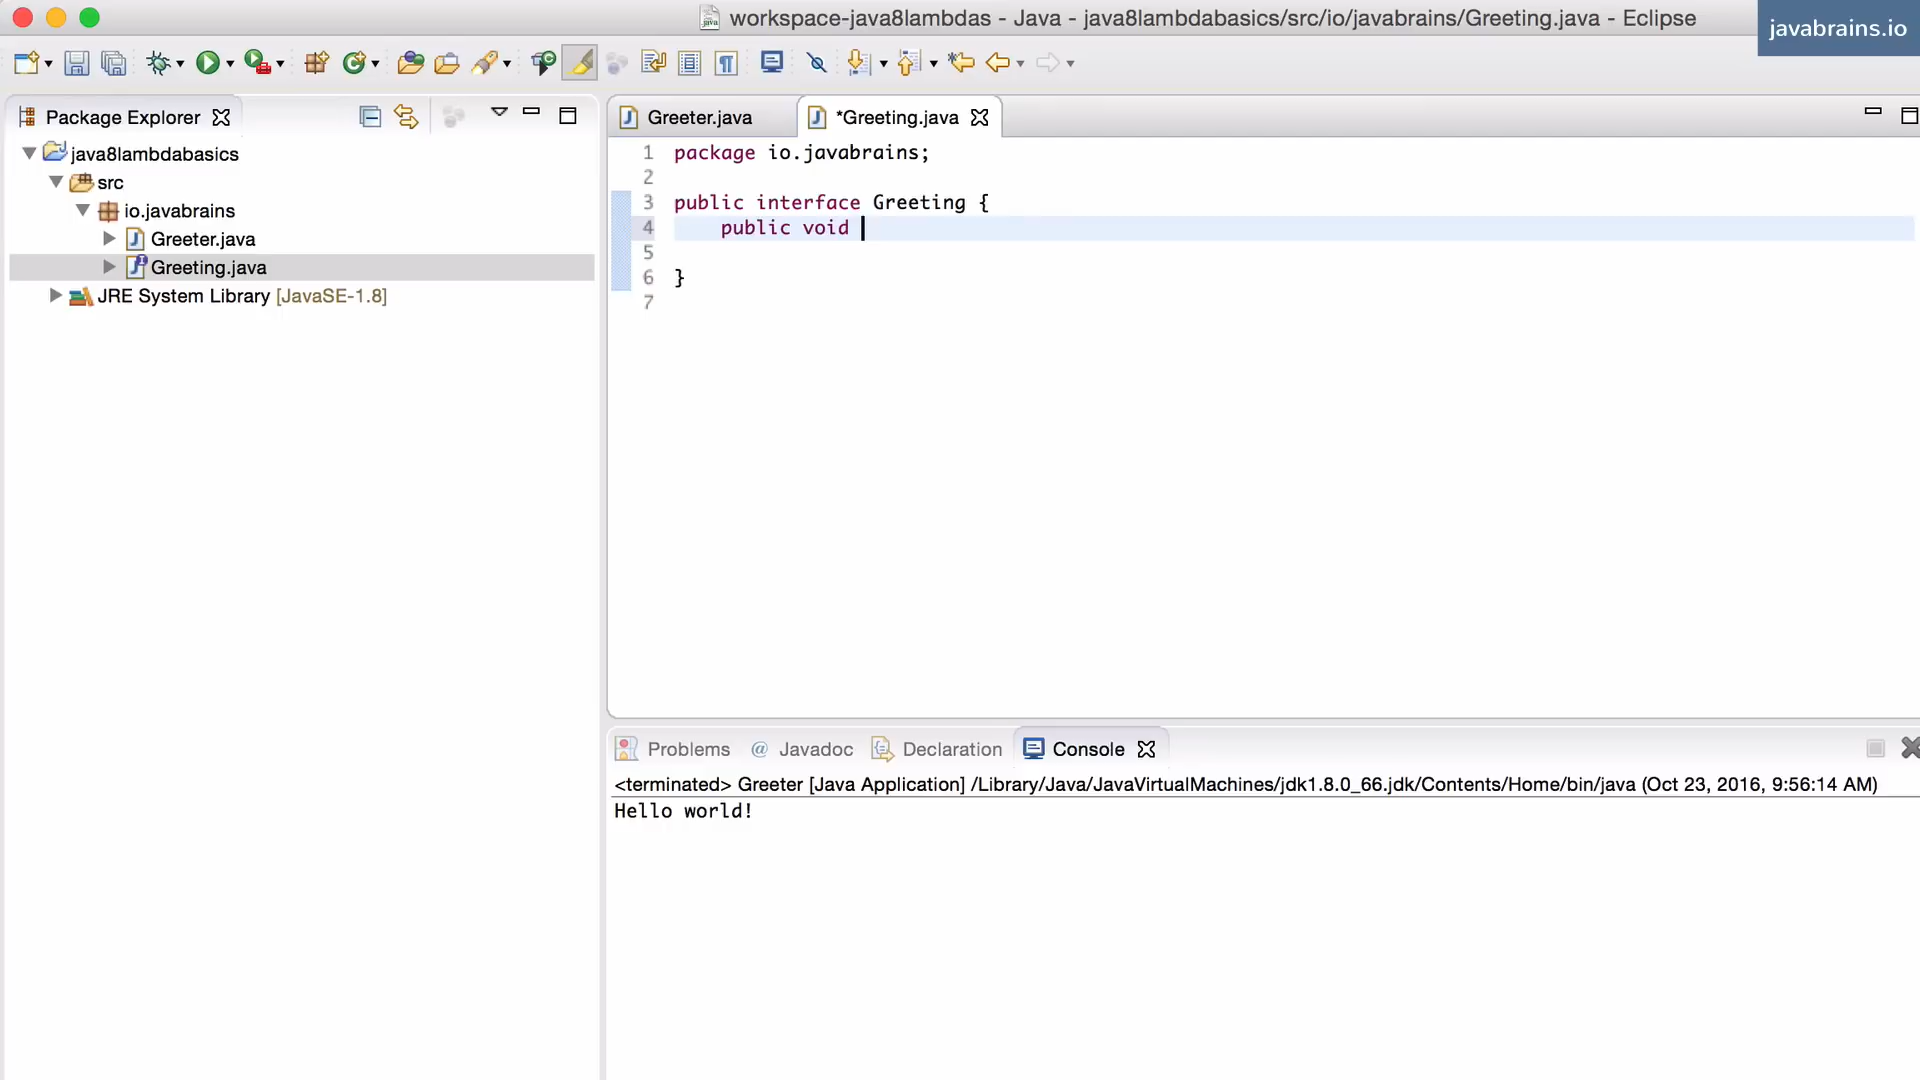 workspace-java8lambdas - Java - java8lambdabasics/src/io/javabrains/Greeting.java - Eclipse
javabrains.io
Package Explorer
java8lambdabasics
src
io.javabrains
Greeter.java
Greeting.java
JRE System Library [JavaSE-1.8]
Greeter.java
*Greeting.java
1 package io.javabrains;
2
3 public interface Greeting {
4 public void
5
6 }
7
Problems
@ Javadoc
Declaration
Console
<terminated> Greeter [Java Application] /Library/Java/JavaVirtualMachines/jdk1.8.0_66.jdk/Contents/Home/bin/java (Oct 23, 2016, 9:56:14 AM)
Hello world!